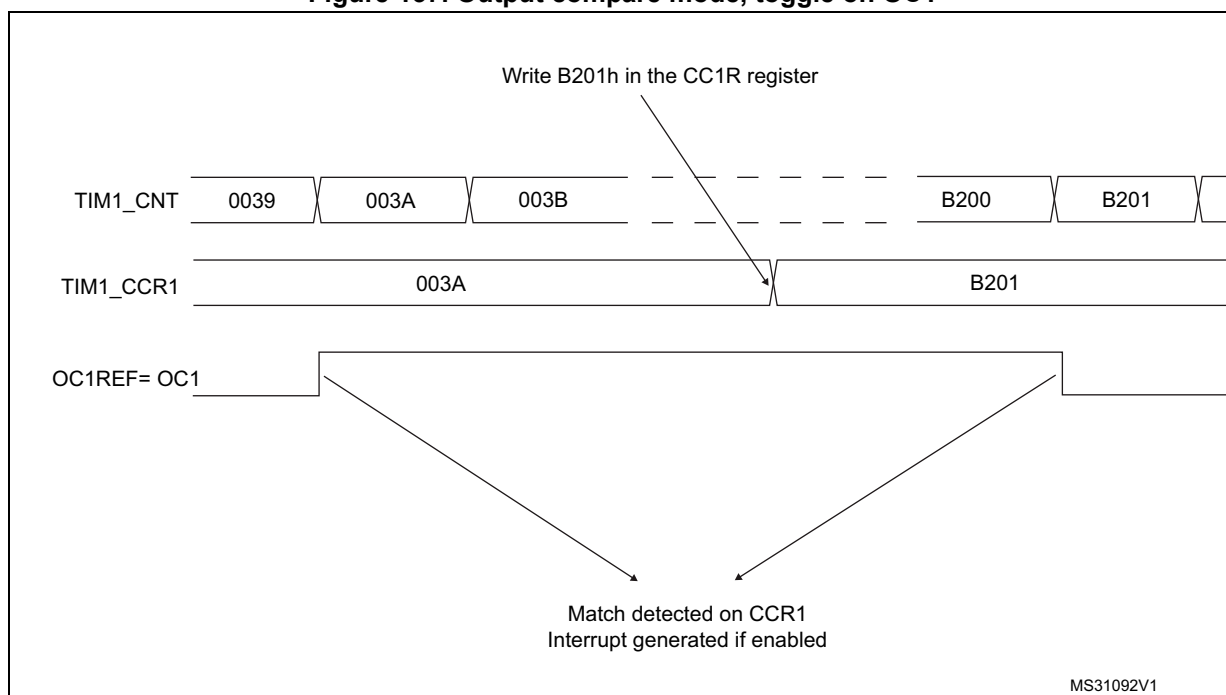 Write B201h in the CC1R register
TIM1_CNT 0039 003A 003B B200 B201
TIM1_CCR1 003A B201
OC1REF= OC1
Match detected on CCR1
Interrupt generated if enabled
MS31092V1